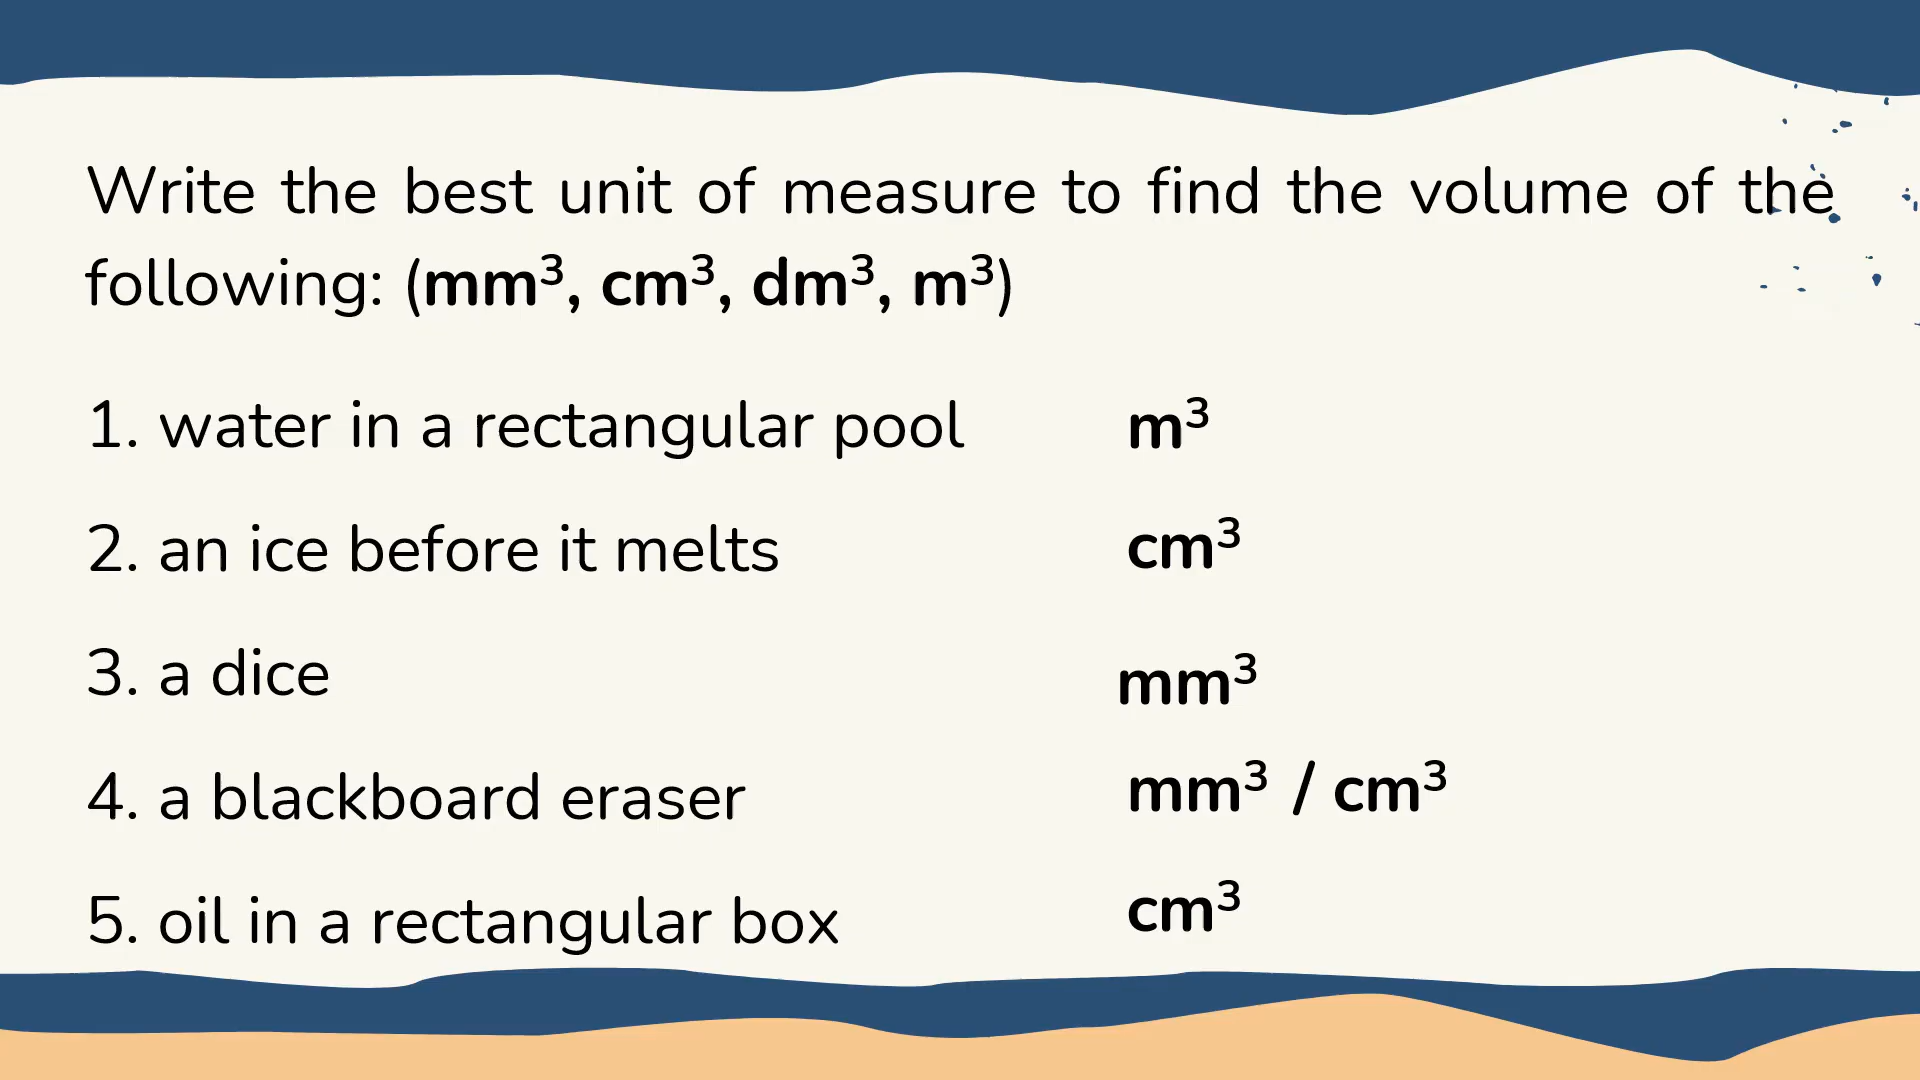 Write the best unit of measure to find the volume of the
following: (mm³, cm³, dm³, m³)
1. water in a rectangular pool m³
2. an ice before it melts cm³
3. a dice mm³
4. a blackboard eraser mm³ / cm³
5. oil in a rectangular box cm³